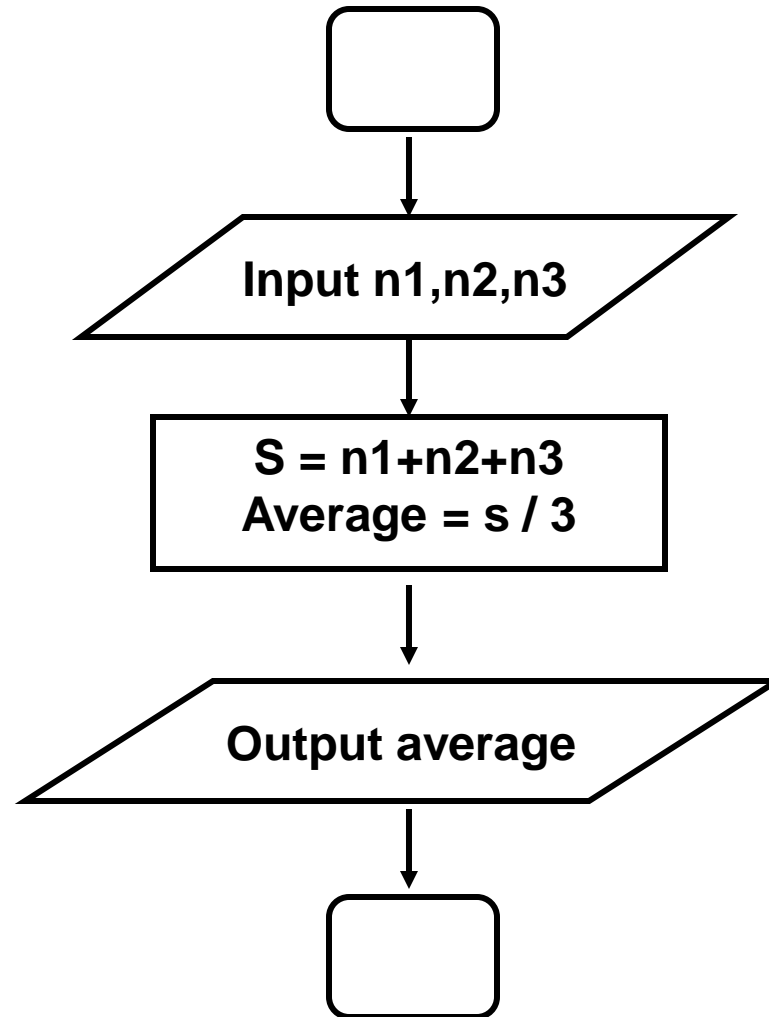 Input n1,n2,n3
S = n1+n2+n3
Average = s / 3
Output average